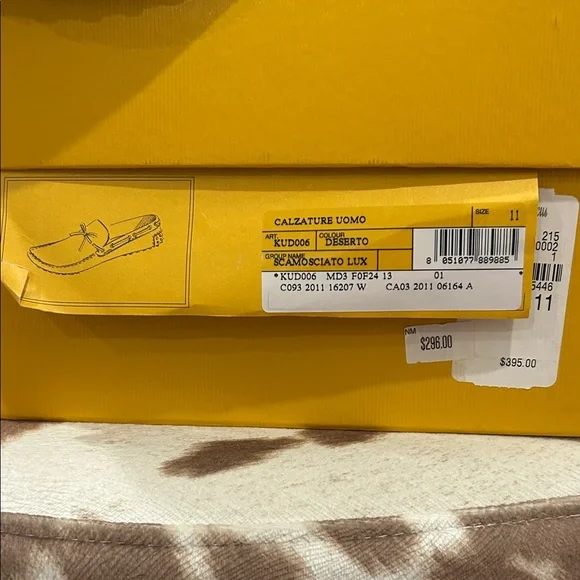 CALZATURE UOMO
SIZE 11
ART. KUD006 COLOUR DESERTO
GROUP NAME
SCAMOSCIATO LUX
8 051077 889885
*KUD006 MD3 F0F24 13 01
C093 2011 16207 W CA03 2011 06164 A
215
0002
1
5446
11
NM
$296.00
$395.00